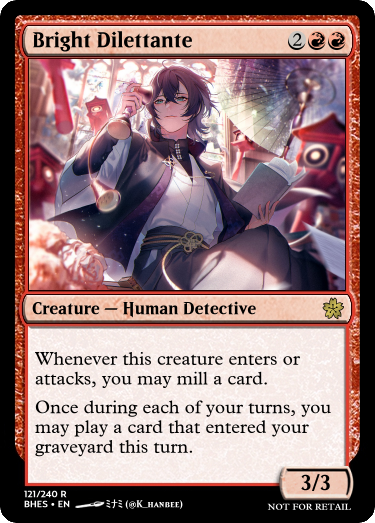 Bright Dilettante
2
Creature — Human Detective
Whenever this creature enters or
attacks, you may mill a card.
Once during each of your turns, you
may play a card that entered your
graveyard this turn.
3/3
121/240 R
BHES • EN ミナミ (@K_HANBEE)
NOT FOR RETAIL